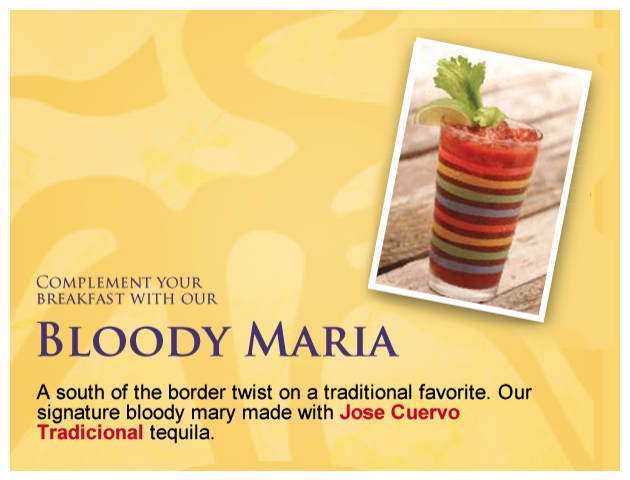 COMPLEMENT YOUR
BREAKFAST WITH OUR
BLOODY MARIA
A south of the border twist on a traditional favorite. Our
signature bloody mary made with Jose Cuervo
Tradicional tequila.